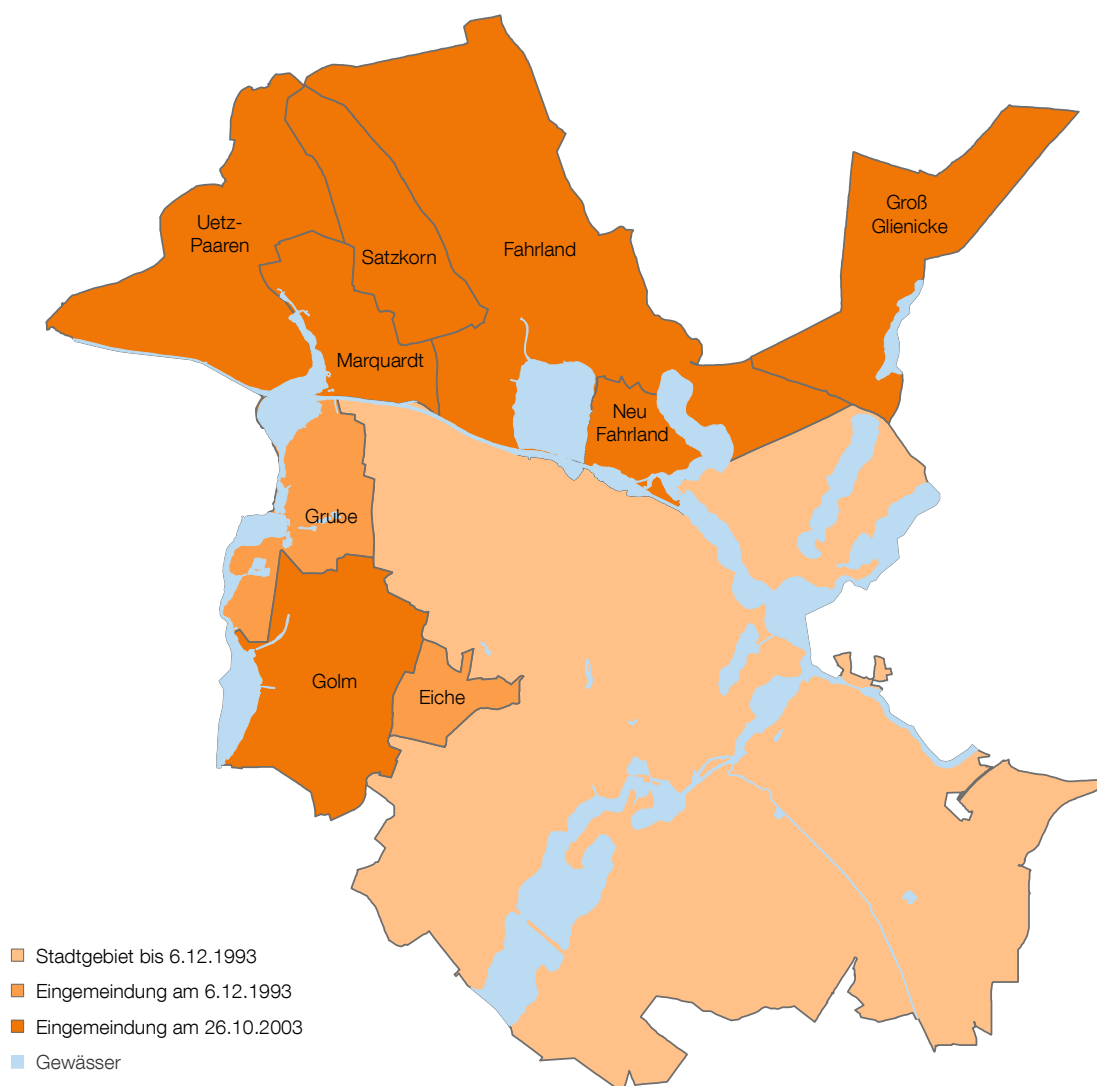 Groß
Glienicke
Uetz-
Paaren
Satzkorn
Fahrland
Marquardt
Neu
Fahrland
Grube
Golm
Eiche
Stadtgebiet bis 6.12.1993
Eingemeindung am 6.12.1993
Eingemeindung am 26.10.2003
Gewässer